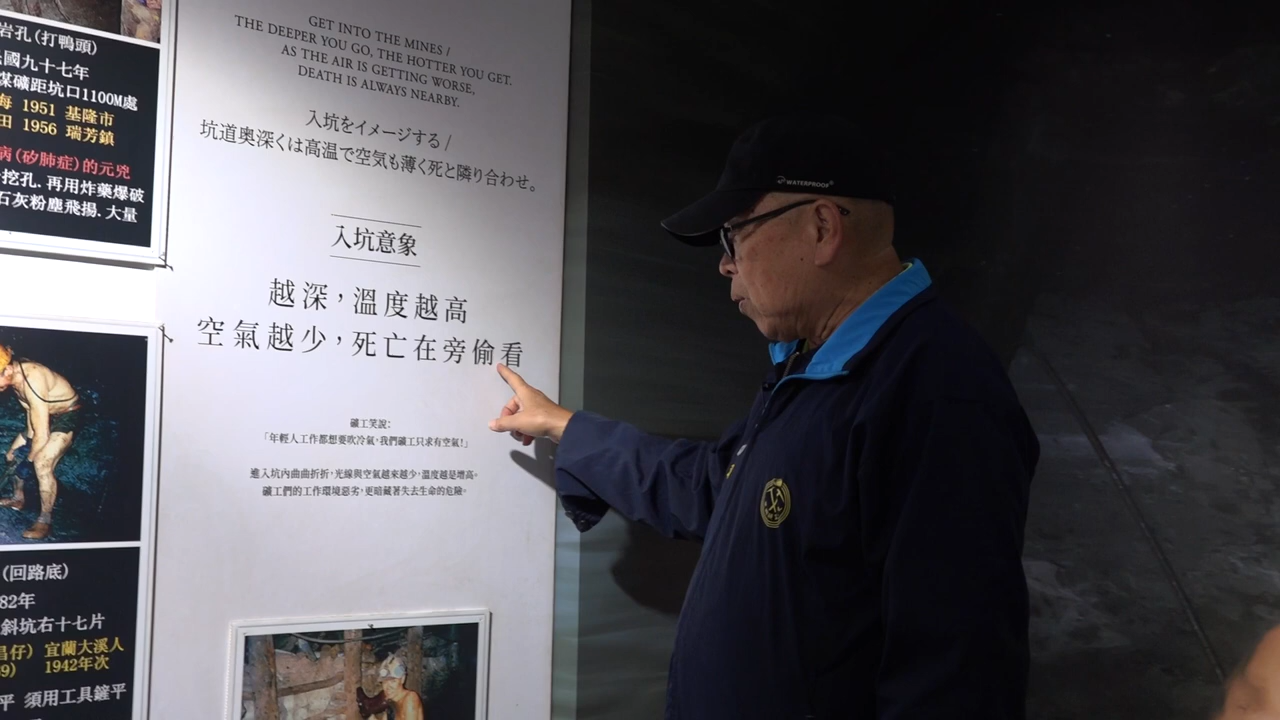 岩孔(打鴨頭)
國九十七年
煤礦距坑口1100M處
海 1951 基隆市
田 1956 瑞芳鎮
病(矽肺症)的元兇
挖孔.再用炸藥爆破
石灰粉塵飛揚.大量
GET INTO THE MINES /
THE DEEPER YOU GO, THE HOTTER YOU GET.
AS THE AIR IS GETTING WORSE,
DEATH IS ALWAYS NEARBY.
入坑をイメージする /
坑道奥深くは高温で空気も薄く死と隣り合わせ。
入坑意象
越深,溫度越高
空氣越少,死亡在旁偷看
礦工笑說:
「年輕人工作都想要吹冷氣,我們礦工只求有空氣!」
進入坑內曲曲折折,光線與空氣越來越少,溫度越是增高。
礦工們的工作環境惡劣,更暗藏著失去生命的危險。
(回路底)
82年
斜坑右十七片
昌仔) 宜蘭大溪人
9) 1942年次
平 須用工具鏟平
WATERPROOF